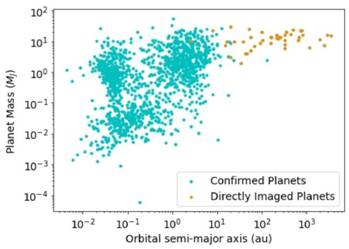 10²
10¹
10⁰
10⁻¹
10⁻²
10⁻³
10⁻⁴
Planet Mass (M_J)
Confirmed Planets
Directly Imaged Planets
10⁻² 10⁻¹ 10⁰ 10¹ 10² 10³
Orbital semi-major axis (au)